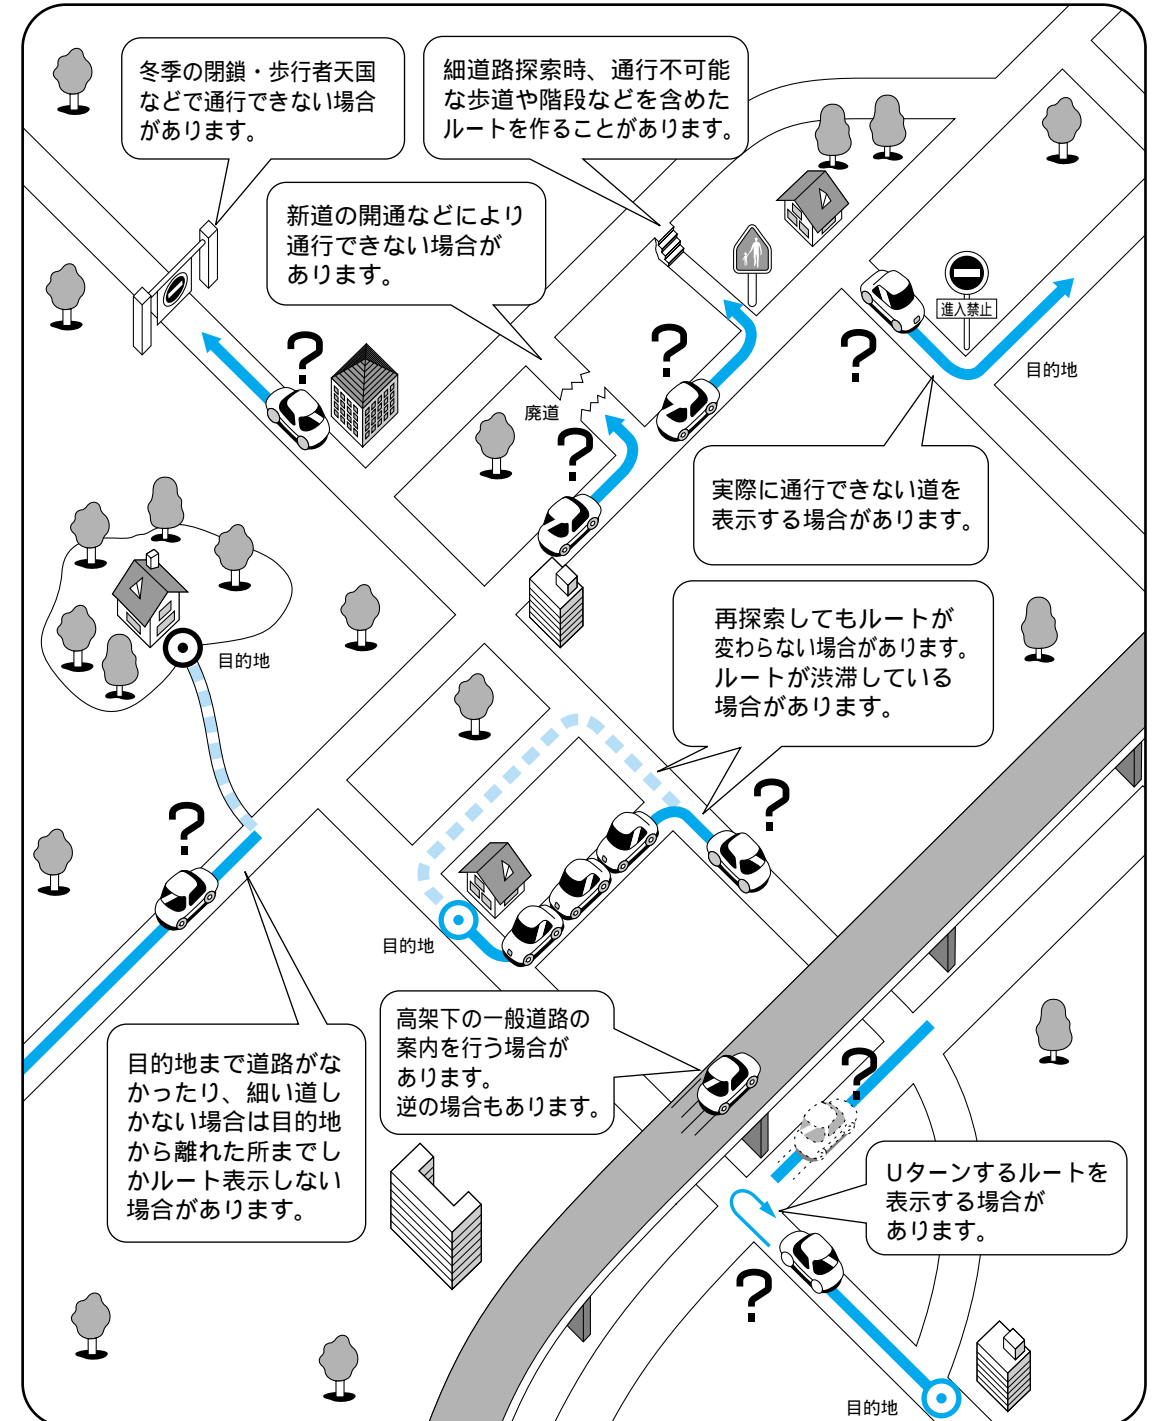 冬季の閉鎖・歩行者天国
などで通行できない場合
があります。
細道路探索時、通行不可能
な歩道や階段などを含めた
ルートを作ることがあります。
新道の開通などにより
通行できない場合が
あります。
進入禁止
目的地
?
?
?
?
廃道
実際に通行できない道を
表示する場合があります。
再探索してもルートが
変わらない場合があります。
ルートが渋滞している
場合があります。
目的地
?
?
目的地
高架下の一般道路の
案内を行う場合が
あります。
逆の場合もあります。
目的地まで道路がな
かったり、細い道し
かない場合は目的地
から離れた所までし
かルート表示しない
場合があります。
?
Uターンするルートを
表示する場合が
あります。
?
目的地